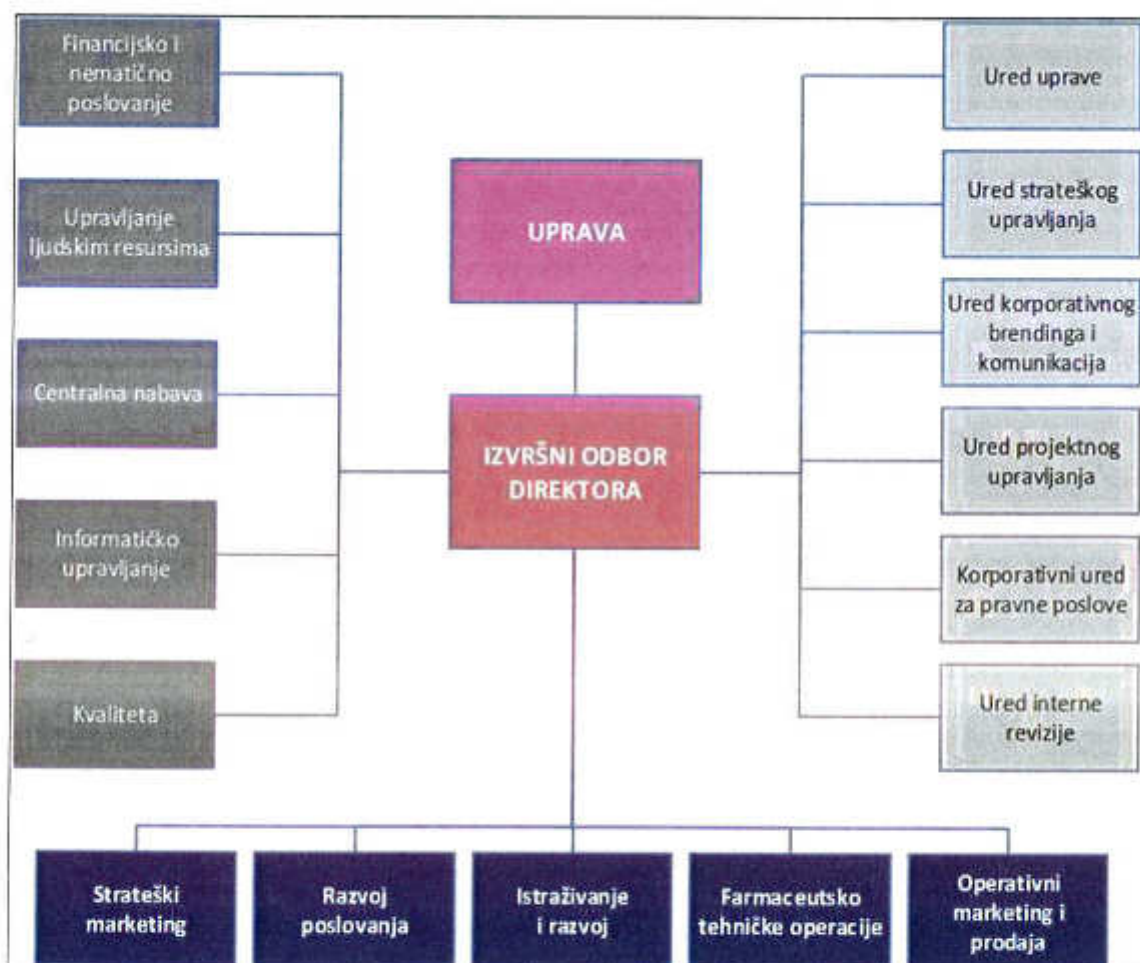 Financijsko i
nematično
poslovanje
Upravljanje
ljudskim resursima
Centralna nabava
Informatičko
upravljanje
Kvaliteta
UPRAVA
IZVRŠNI ODBOR
DIREKTORA
Ured uprave
Ured strateškog
upravljanja
Ured korporativnog
brendinga i
komunikacija
Ured projektnog
upravljanja
Korporativni ured
za pravne poslove
Ured interne
revizije
Strateški
marketing
Razvoj
poslovanja
Istraživanje
i razvoj
Farmaceutsko
tehničke operacije
Operativni
marketing i
prodaja